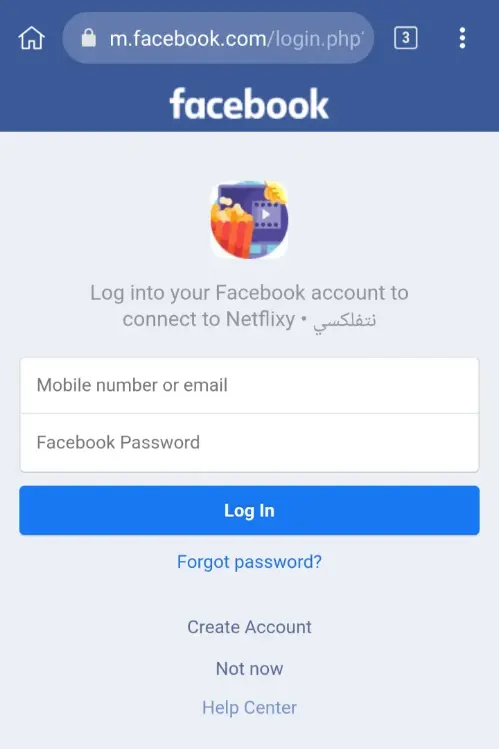 m.facebook.com/login.php?
3
facebook
Log into your Facebook account to
connect to Netflixy • نتفلكسي
Mobile number or email
Facebook Password
Log In
Forgot password?
Create Account
Not now
Help Center